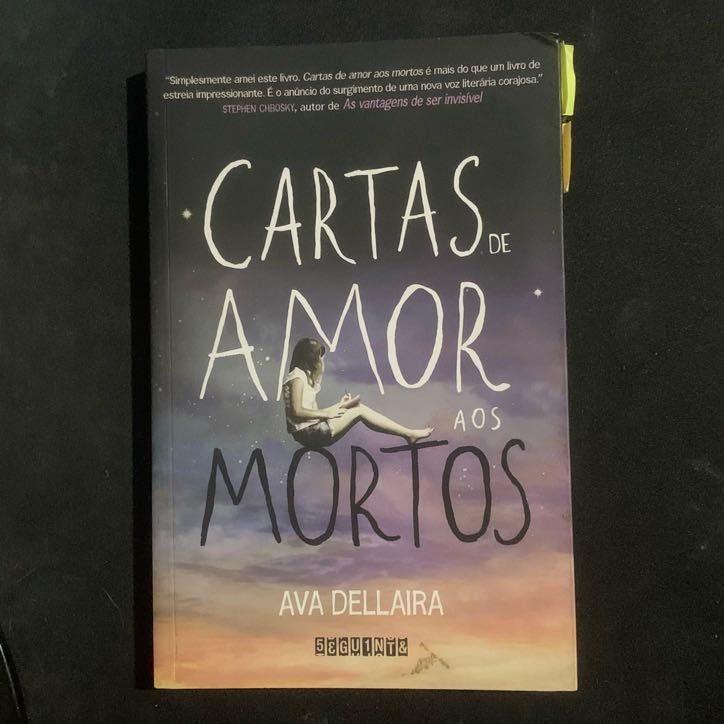 "Simplesmente amei este livro. Cartas de amor aos mortos é mais do que um livro de
estreia impressionante. É o anúncio do surgimento de uma nova voz literária corajosa."
STEPHEN CHBOSKY, autor de As vantagens de ser invisível
CARTAS DE
AMOR AOS
MORTOS
AVA DELLAIRA
5EGU1NT&